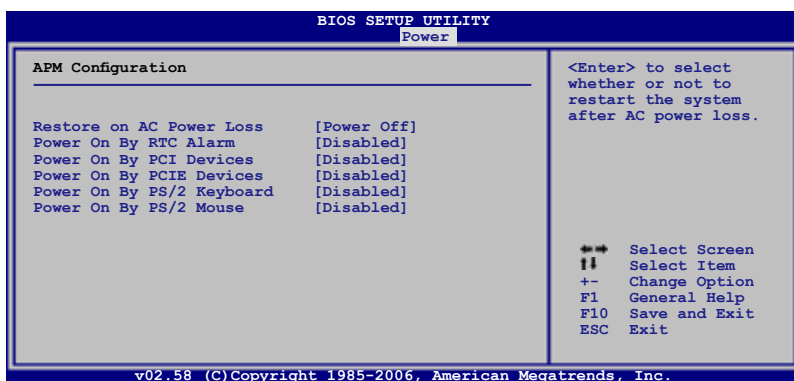 BIOS SETUP UTILITY
Power
APM Configuration
Restore on AC Power Loss [Power Off]
Power On By RTC Alarm [Disabled]
Power On By PCI Devices [Disabled]
Power On By PCIE Devices [Disabled]
Power On By PS/2 Keyboard [Disabled]
Power On By PS/2 Mouse [Disabled]
<Enter> to select
whether or not to
restart the system
after AC power loss.
←→ Select Screen
↑↓ Select Item
+- Change Option
F1 General Help
F10 Save and Exit
ESC Exit
v02.58 (C)Copyright 1985-2006, American Megatrends, Inc.